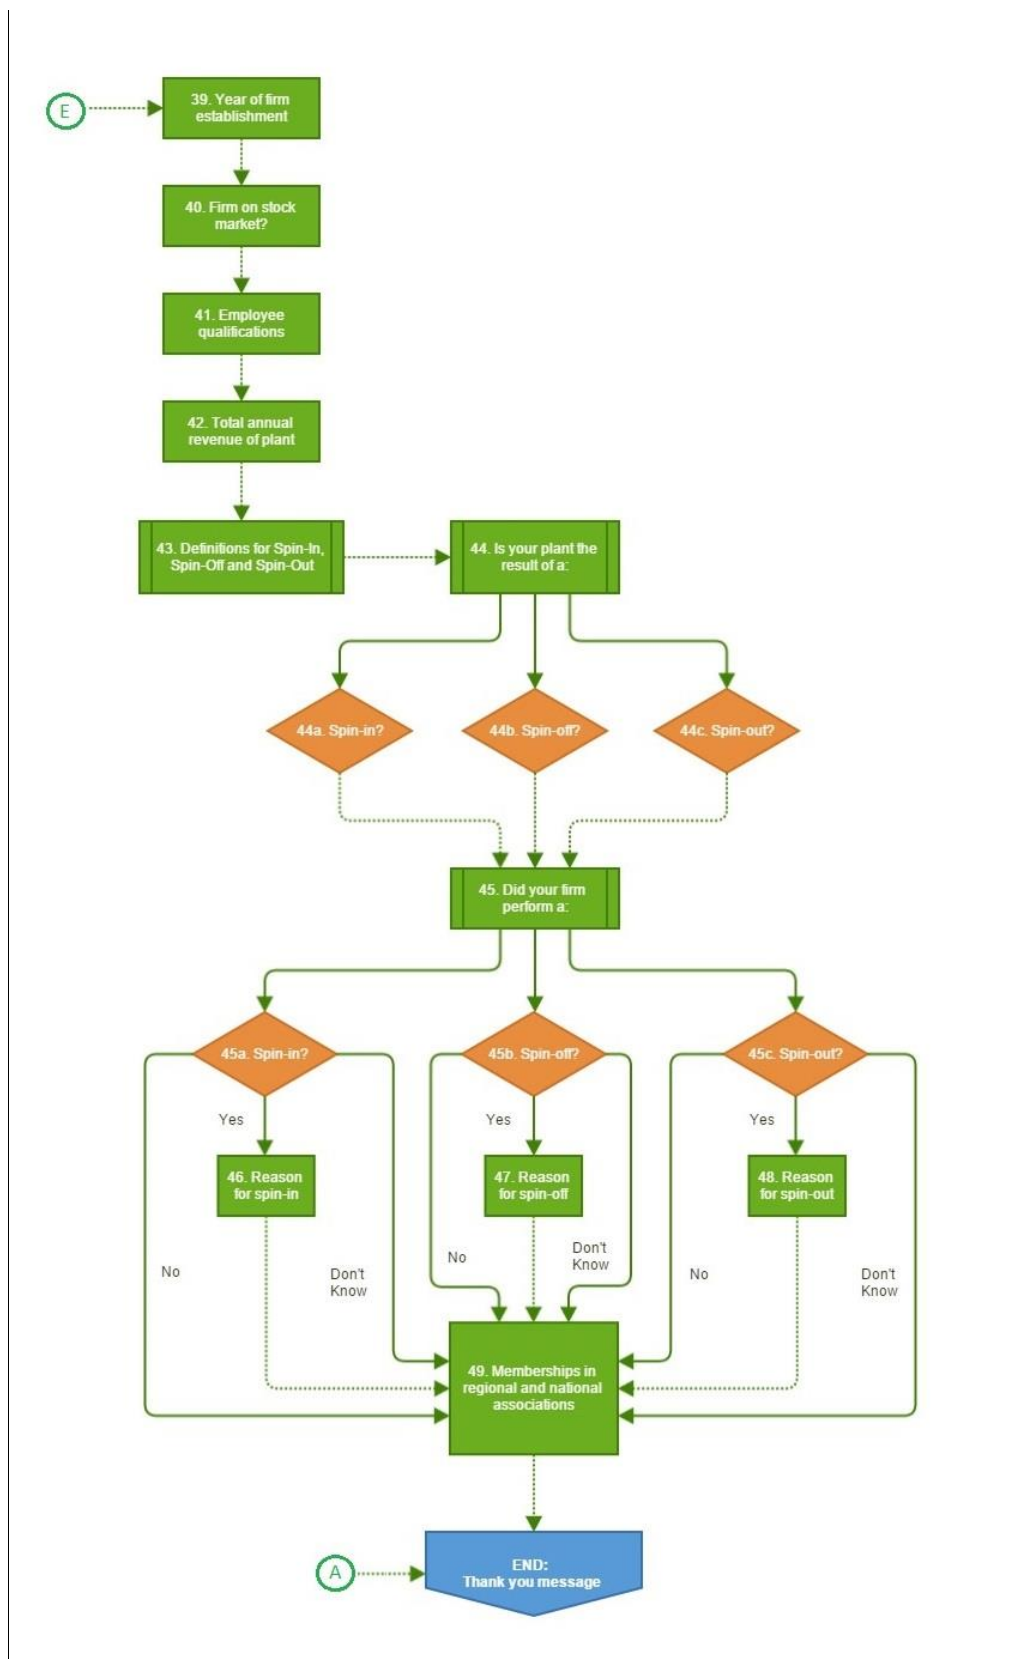 E
39. Year of firm
establishment
40. Firm on stock
market?
41. Employee
qualifications
42. Total annual
revenue of plant
43. Definitions for Spin-In,
Spin-Off and Spin-Out
44. Is your plant the
result of a:
44a. Spin-in?
44b. Spin-off?
44c. Spin-out?
45. Did your firm
perform a:
45a. Spin-in?
45b. Spin-off?
45c. Spin-out?
Yes
Yes
Yes
46. Reason
for spin-in
47. Reason
for spin-off
48. Reason
for spin-out
No
Don't
Know
No
Don't
Know
No
Don't
Know
49. Memberships in
regional and national
associations
A
END:
Thank you message